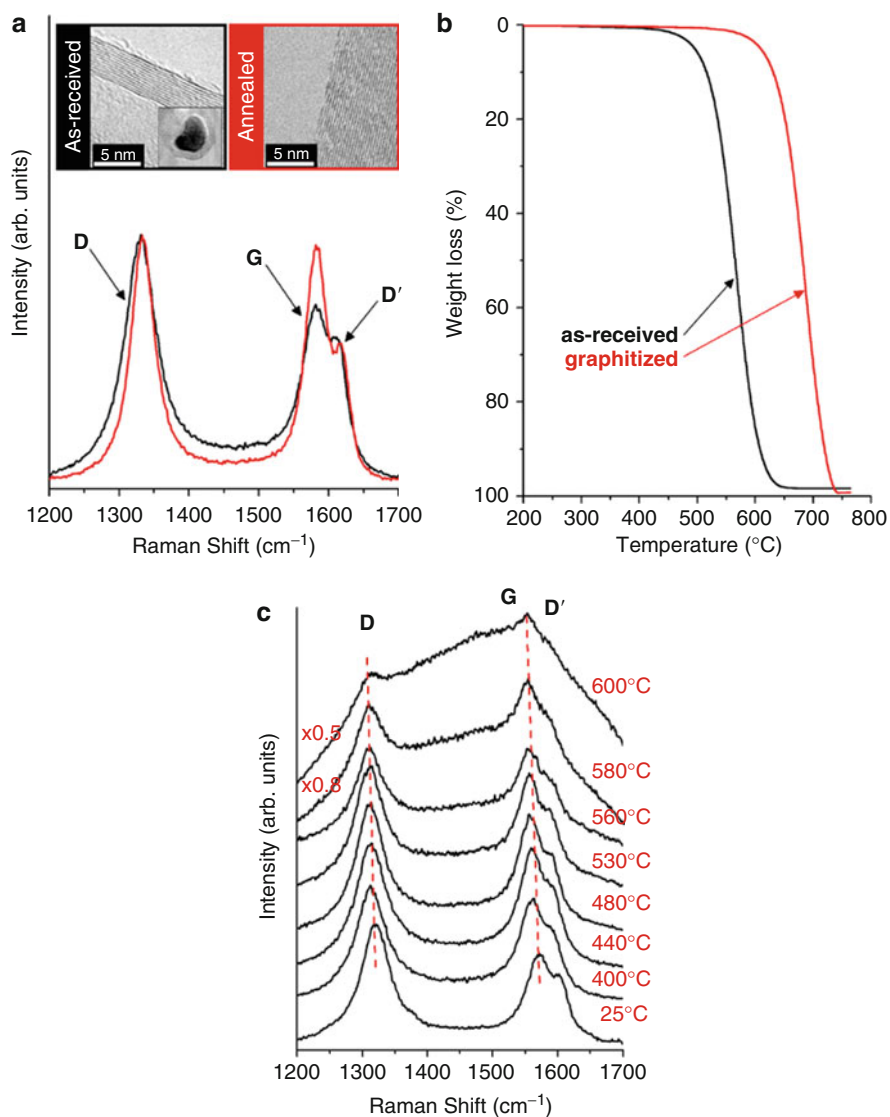 a
As-received
5 nm
Annealed
5 nm
D
G
D′
Intensity (arb. units)
1200 1300 1400 1500 1600 1700
Raman Shift (cm⁻¹)
b
0
20
40
60
80
100
Weight loss (%)
as-received
graphitized
200 300 400 500 600 700 800
Temperature (°C)
c
D
G
D′
600°C
x0.5
580°C
x0.8
560°C
530°C
480°C
440°C
400°C
25°C
Intensity (arb. units)
1200 1300 1400 1500 1600 1700
Raman Shift (cm⁻¹)